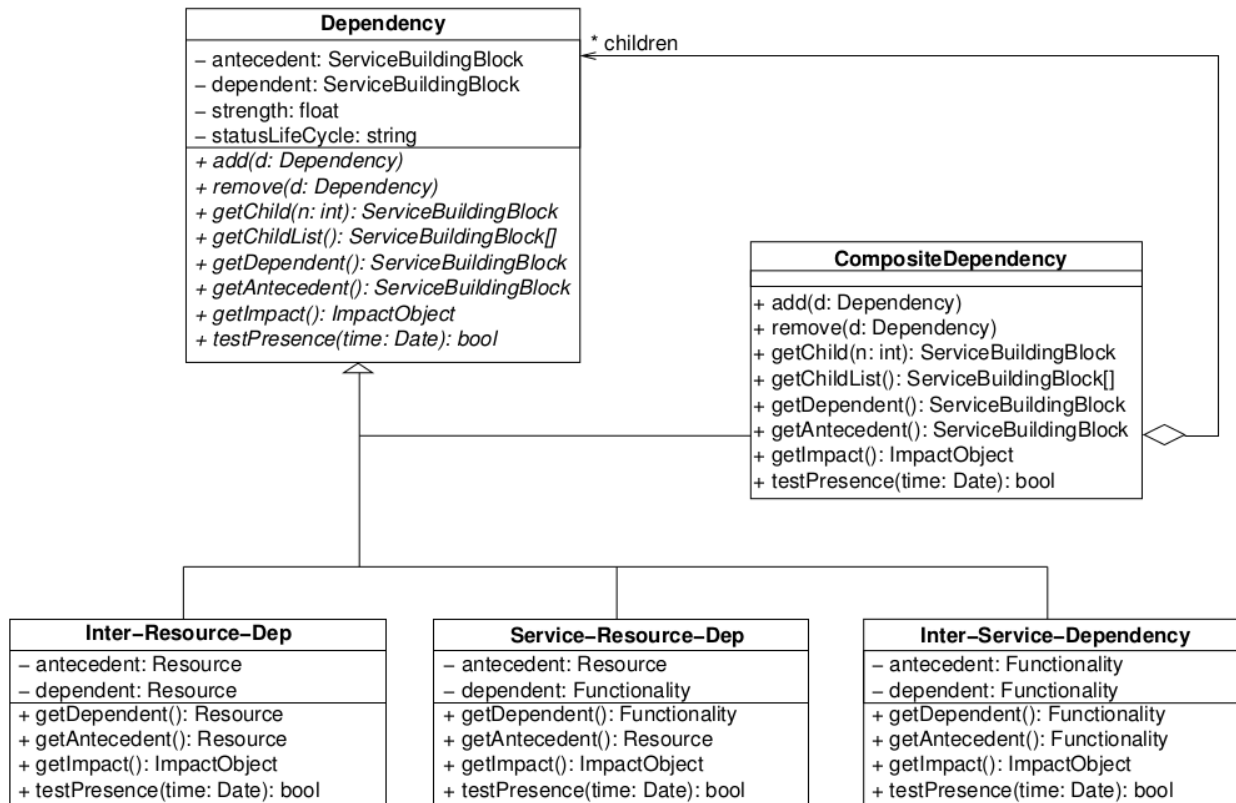 Dependency
– antecedent: ServiceBuildingBlock
– dependent: ServiceBuildingBlock
– strength: float
– statusLifeCycle: string
+ add(d: Dependency)
+ remove(d: Dependency)
+ getChild(n: int): ServiceBuildingBlock
+ getChildList(): ServiceBuildingBlock[]
+ getDependent(): ServiceBuildingBlock
+ getAntecedent(): ServiceBuildingBlock
+ getImpact(): ImpactObject
+ testPresence(time: Date): bool
* children
CompositeDependency
+ add(d: Dependency)
+ remove(d: Dependency)
+ getChild(n: int): ServiceBuildingBlock
+ getChildList(): ServiceBuildingBlock[]
+ getDependent(): ServiceBuildingBlock
+ getAntecedent(): ServiceBuildingBlock
+ getImpact(): ImpactObject
+ testPresence(time: Date): bool
Inter–Resource–Dep
– antecedent: Resource
– dependent: Resource
+ getDependent(): Resource
+ getAntecedent(): Resource
+ getImpact(): ImpactObject
+ testPresence(time: Date): bool
Service–Resource–Dep
– antecedent: Resource
– dependent: Functionality
+ getDependent(): Functionality
+ getAntecedent(): Resource
+ getImpact(): ImpactObject
+ testPresence(time: Date): bool
Inter–Service–Dependency
– antecedent: Functionality
– dependent: Functionality
+ getDependent(): Functionality
+ getAntecedent(): Functionality
+ getImpact(): ImpactObject
+ testPresence(time: Date): bool